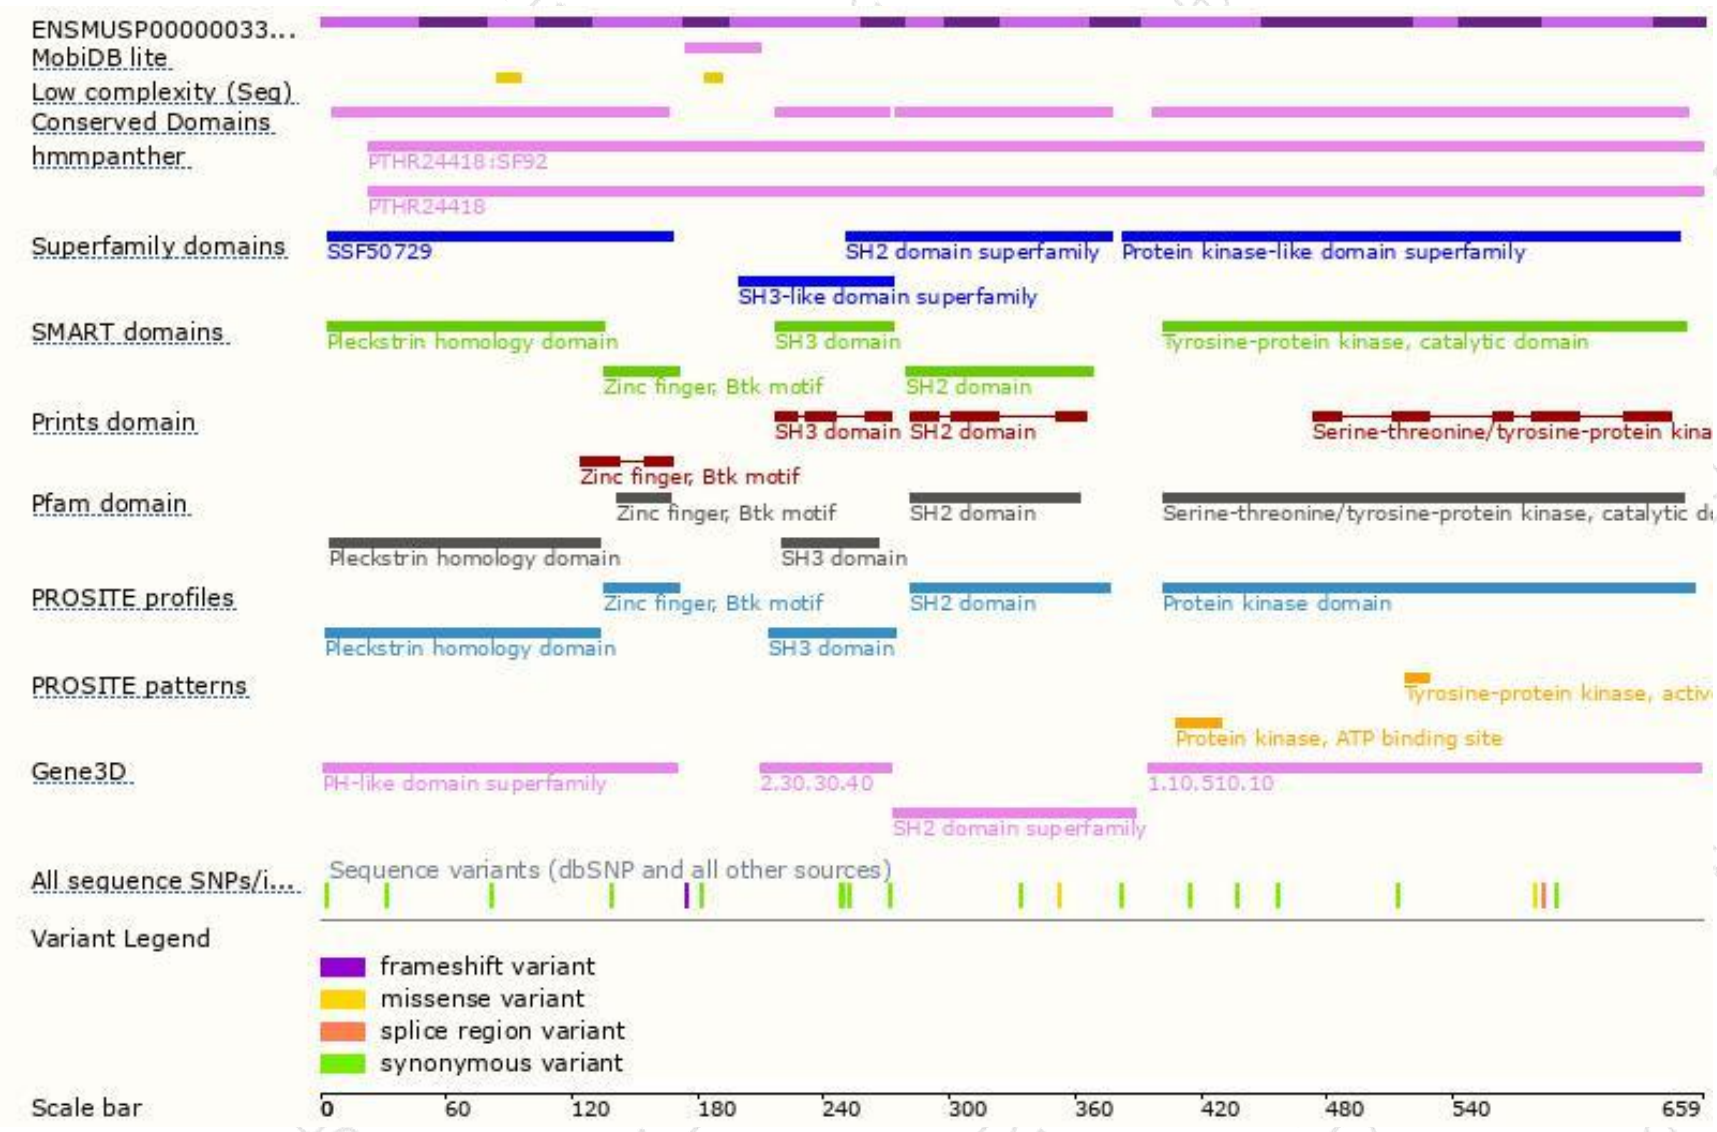 ENSMUSP00000033...
MobiDB lite
Low complexity (Seg)
Conserved Domains
hmmpanther
PTHR24418:SF92
PTHR24418
Superfamily domains
SSF50729 SH2 domain superfamily Protein kinase-like domain superfamily
SH3-like domain superfamily
SMART domains
Pleckstrin homology domain SH3 domain Tyrosine-protein kinase, catalytic domain
Zinc finger, Btk motif SH2 domain
Prints domain
SH3 domain SH2 domain Serine-threonine/tyrosine-protein kina
Zinc finger, Btk motif
Pfam domain
Zinc finger, Btk motif SH2 domain Serine-threonine/tyrosine-protein kinase, catalytic d
Pleckstrin homology domain SH3 domain
PROSITE profiles
Zinc finger, Btk motif SH2 domain Protein kinase domain
Pleckstrin homology domain SH3 domain
PROSITE patterns
Tyrosine-protein kinase, activ
Protein kinase, ATP binding site
Gene3D
PH-like domain superfamily 2.30.30.40 1.10.510.10
SH2 domain superfamily
Sequence variants (dbSNP and all other sources)
All sequence SNPs/i...
Variant Legend
frameshift variant
missense variant
splice region variant
synonymous variant
Scale bar 0 60 120 180 240 300 360 420 480 540 659